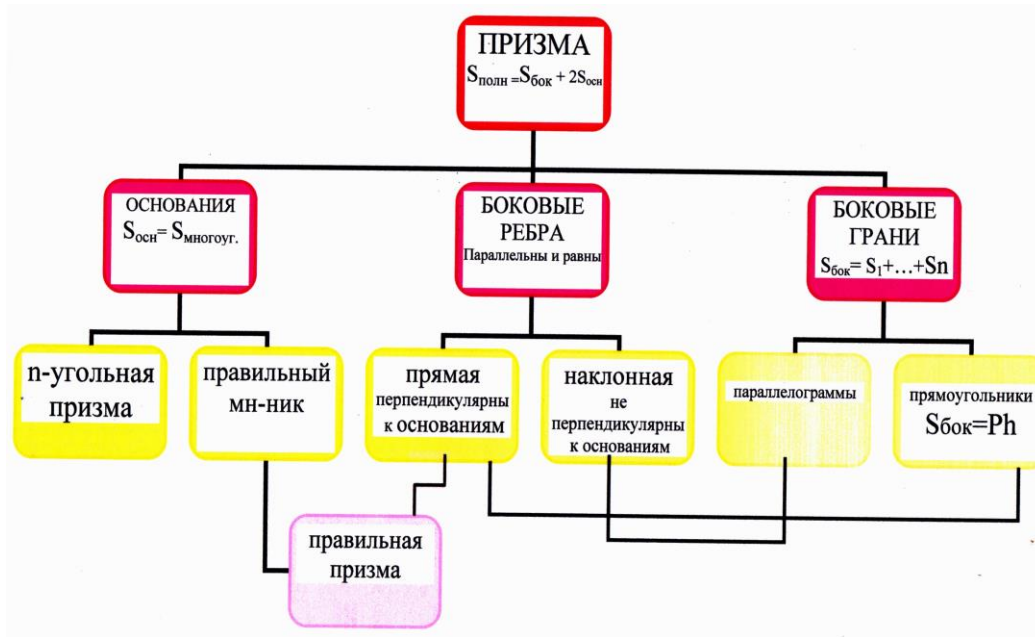 ПРИЗМА
Sполн =Sбок + 2Sосн
ОСНОВАНИЯ
Sосн= Sмногоуг.
БОКОВЫЕ
РЕБРА
Параллельны и равны
БОКОВЫЕ
ГРАНИ
Sбок= S1+...+Sn
n-угольная
призма
правильный
мн-ник
прямая
перпендикулярны
к основаниям
наклонная
не
перпендикулярны
к основаниям
параллелограммы
прямоугольники
Sбок=Ph
правильная
призма